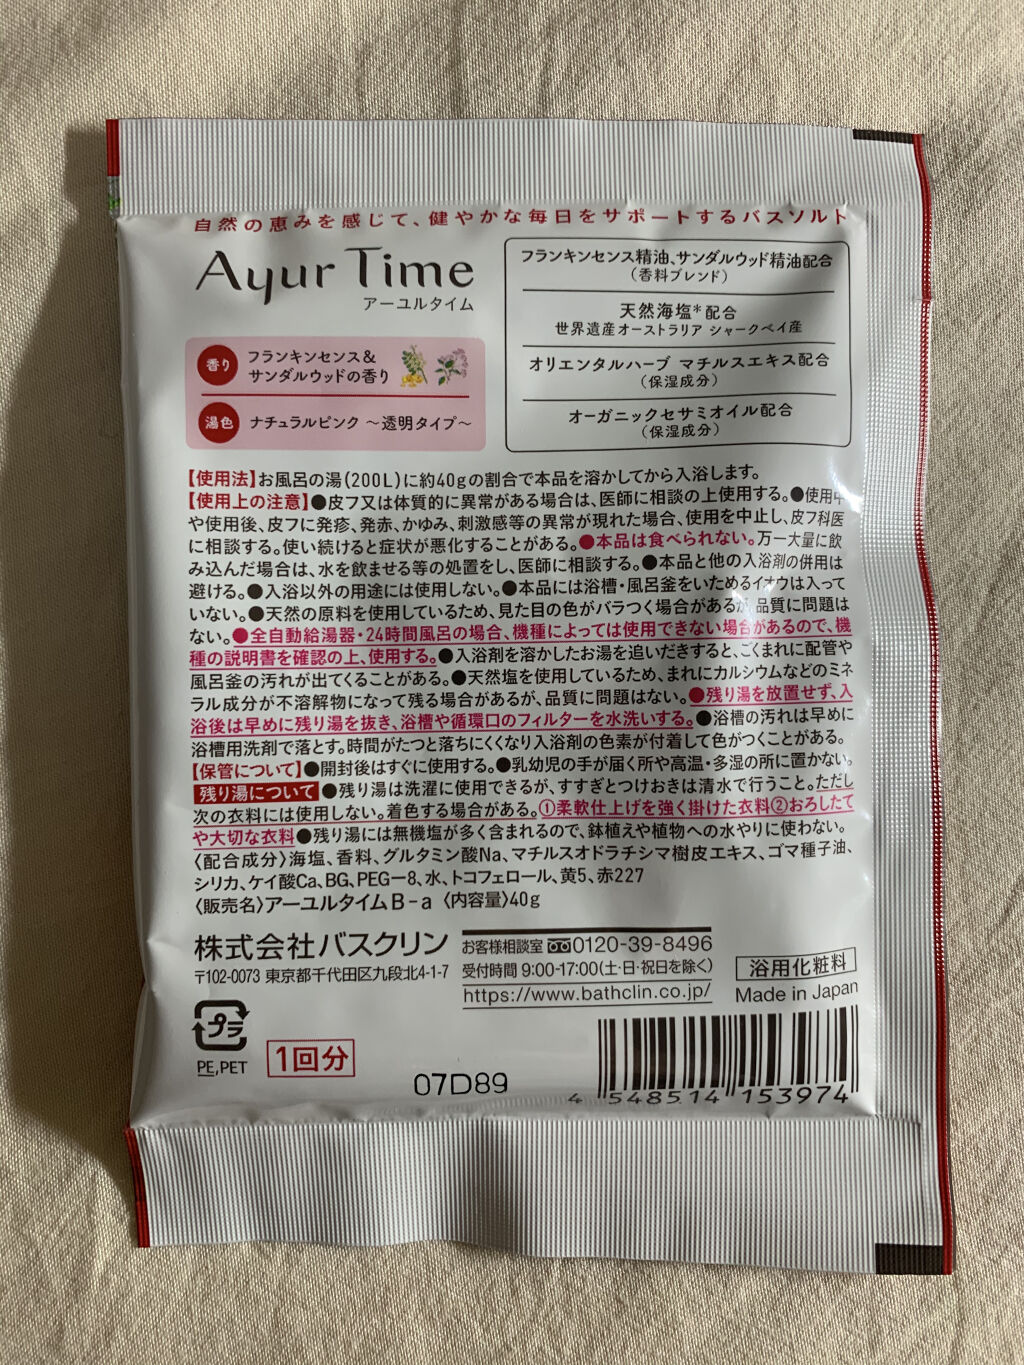 自然の恵みを感じて、健やかな毎日をサポートするバスソルト
Ayur Time
アーユルタイム
香り フランキンセンス&
サンダルウッドの香り
湯色 ナチュラルピンク 〜透明タイプ〜
フランキンセンス精油、サンダルウッド精油配合
(香料ブレンド)
天然海塩*配合
世界遺産オーストラリア シャークベイ産
オリエンタルハーブ マチルスエキス配合
(保湿成分)
オーガニックセサミオイル配合
(保湿成分)
【使用法】お風呂の湯(200L)に約40gの割合で本品を溶かしてから入浴します。
【使用上の注意】●皮フ又は体質的に異常がある場合は、医師に相談の上使用する。●使用中
や使用後、皮フに発疹、発赤、かゆみ、刺激感等の異常が現れた場合、使用を中止し、皮フ科医
に相談する。使い続けると症状が悪化することがある。●本品は食べられない。万一大量に飲
み込んだ場合は、水を飲ませる等の処置をし、医師に相談する。●本品と他の入浴剤の併用は
避ける。●入浴以外の用途には使用しない。●本品には浴槽・風呂釜をいためるイオウは入って
いない。●天然の原料を使用しているため、見た目の色がバラつく場合があるが品質に問題は
ない。●全自動給湯器・24時間風呂の場合、機種によっては使用できない場合があるので、機
種の説明書を確認の上、使用する。●入浴剤を溶かしたお湯を追いだきすると、ごくまれに配管や
風呂釜の汚れが出てくることがある。●天然塩を使用しているため、まれにカルシウムなどのミネ
ラル成分が不溶解物になって残る場合があるが、品質に問題はない。●残り湯を放置せず、入
浴後は早めに残り湯を抜き、浴槽や循環口のフィルターを水洗いする。●浴槽の汚れは早めに
浴槽用洗剤で落とす。時間がたつと落ちにくくなり入浴剤の色素が付着して色がつくことがある。
【保管について】●開封後はすぐに使用する。●乳幼児の手が届く所や高温・多湿の所に置かない。
残り湯について ●残り湯は洗濯に使用できるが、すすぎとつけおきは清水で行うこと。ただし
次の衣料には使用しない。着色する場合がある。①柔軟仕上げを強く掛けた衣料②おろしたて
や大切な衣料●残り湯には無機塩が多く含まれるので、鉢植えや植物への水やりに使わない。
〈配合成分〉海塩、香料、グルタミン酸Na、マチルスオドラチシマ樹皮エキス、ゴマ種子油、
シリカ、ケイ酸Ca、BG、PEGー8、水、トコフェロール、黄5、赤227
〈販売名〉アーユルタイムB-a 〈内容量〉40g
株式会社バスクリン
〒102-0073 東京都千代田区九段北4-1-7
お客様相談室 0120-39-8496
受付時間 9:00-17:00(土・日・祝日を除く)
https://www.bathclin.co.jp/
浴用化粧料
Made in Japan
プラ
PE,PET
1回分
07D89
4 548514 153974